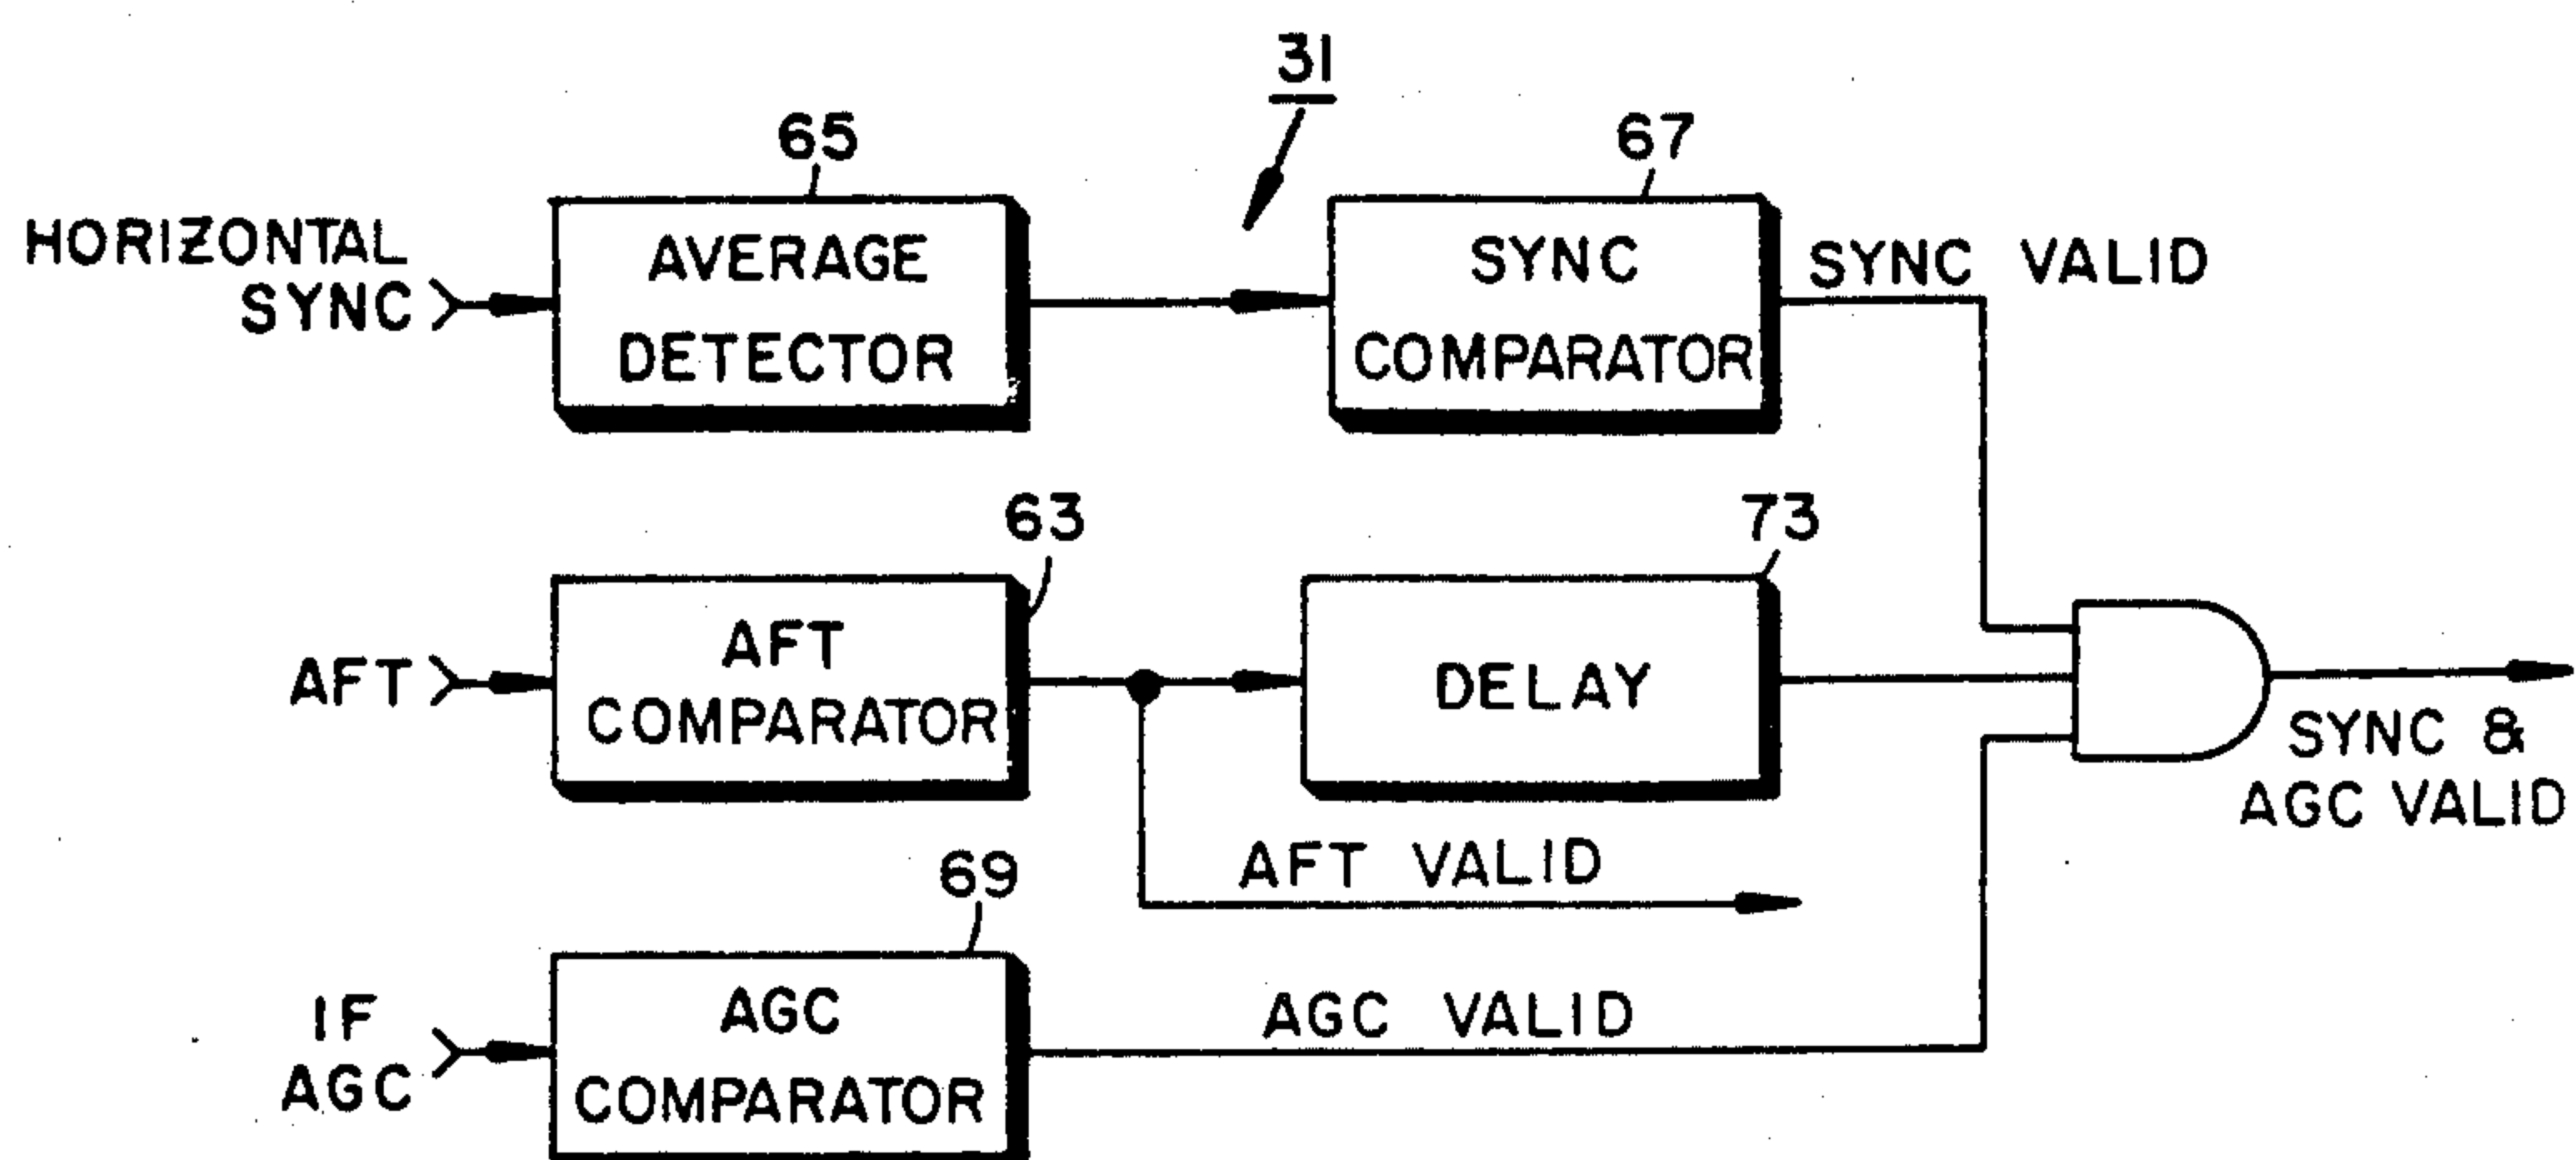 31
65
67
HORIZONTAL
SYNC
AVERAGE
DETECTOR
SYNC
COMPARATOR
SYNC VALID
63
73
AFT
AFT
COMPARATOR
DELAY
SYNC &
AGC VALID
AFT VALID
69
IF
AGC
AGC
COMPARATOR
AGC VALID